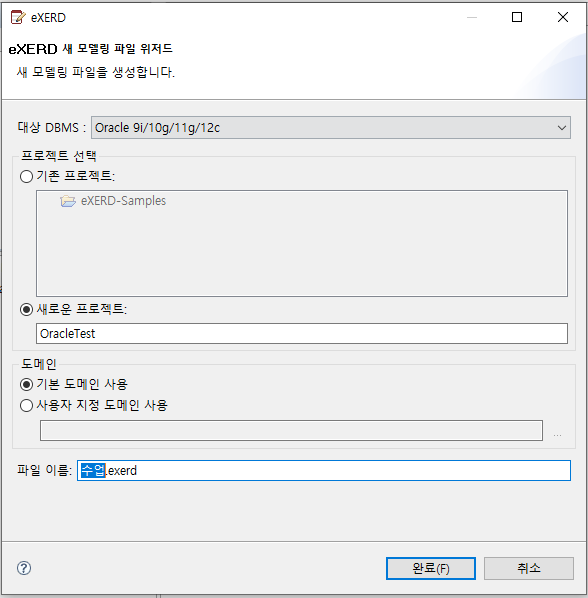 eXERD
eXERD 새 모델링 파일 위저드
새 모델링 파일을 생성합니다.
대상 DBMS : Oracle 9i/10g/11g/12c
프로젝트 선택
기존 프로젝트:
eXERD-Samples
새로운 프로젝트:
OracleTest
도메인
기본 도메인 사용
사용자 지정 도메인 사용
...
파일 이름: 수업.exerd
?
완료(F) 취소